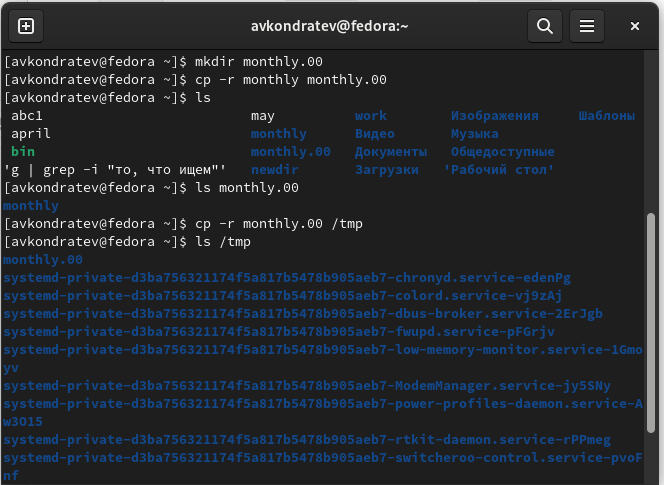 avkondratev@fedora:~
[avkondratev@fedora ~]$ mkdir monthly.00
[avkondratev@fedora ~]$ cp -r monthly monthly.00
[avkondratev@fedora ~]$ ls
abc1 may work Изображения Шаблоны
april monthly Видео Музыка
bin monthly.00 Документы Общедоступные
'g | grep -i "то, что ищем"' newdir Загрузки 'Рабочий стол'
[avkondratev@fedora ~]$ ls monthly.00
monthly
[avkondratev@fedora ~]$ cp -r monthly.00 /tmp
[avkondratev@fedora ~]$ ls /tmp
monthly.00
systemd-private-d3ba756321174f5a817b5478b905aeb7-chronyd.service-edenPg
systemd-private-d3ba756321174f5a817b5478b905aeb7-colord.service-vj9zAj
systemd-private-d3ba756321174f5a817b5478b905aeb7-dbus-broker.service-2ErJgb
systemd-private-d3ba756321174f5a817b5478b905aeb7-fwupd.service-pFGrjv
systemd-private-d3ba756321174f5a817b5478b905aeb7-low-memory-monitor.service-1Gmo
yv
systemd-private-d3ba756321174f5a817b5478b905aeb7-ModemManager.service-jy5SNy
systemd-private-d3ba756321174f5a817b5478b905aeb7-power-profiles-daemon.service-A
w3O15
systemd-private-d3ba756321174f5a817b5478b905aeb7-rtkit-daemon.service-rPPmeg
systemd-private-d3ba756321174f5a817b5478b905aeb7-switcheroo-control.service-pvoF
nf